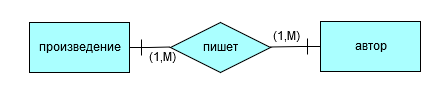 произведение
(1,M)
пишет
(1,M)
автор